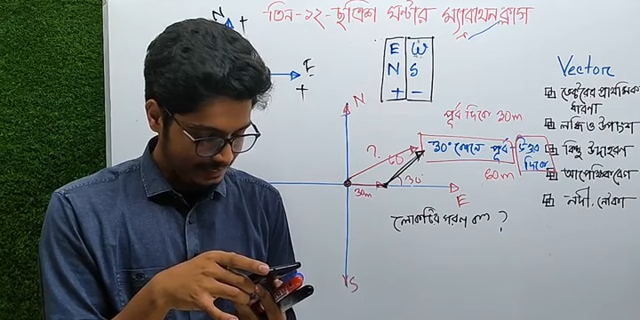 তিন-১২-ছত্রিশ ঘন্টার ম্যারাথন ক্লাস
N +
E
+
E W
N S
+ -
N
পূর্ব দিকে 30m
30° কোণে পূর্ব-উত্তর দিকে
60m
?
60
30°
30m
E
S
লোকটির সরণ কত ?
Vector
ভেক্টরের প্রাথমিক ধারণা
লব্ধি ও উপাংশ
কিছু উদাহরণ
আপেক্ষিক বেগ
নদী, নৌকা